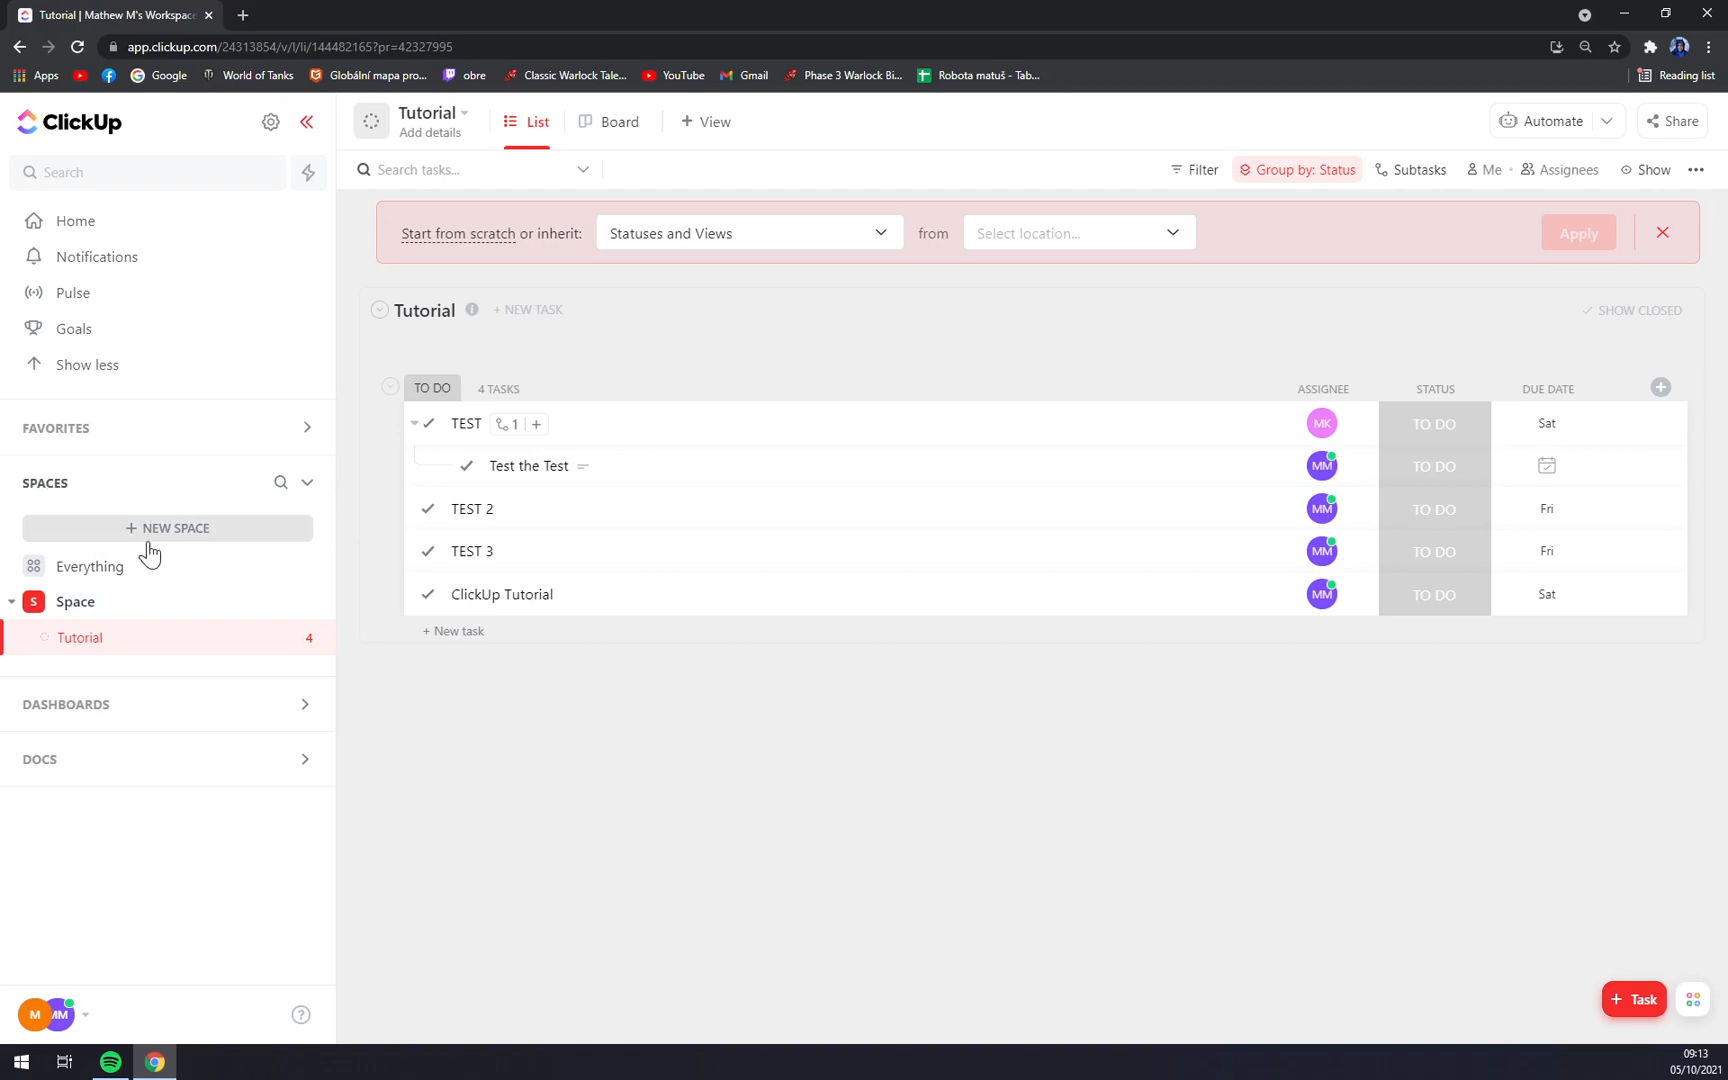 Tutorial | Mathew M's Workspace
app.clickup.com/24313854/v/l/li/144482165?pr=42327995
Apps
Google
World of Tanks
Globální mapa pro...
obre
Classic Warlock Tale...
YouTube
Gmail
Phase 3 Warlock Bi...
Robota matuš - Tab...
Reading list
ClickUp
Search
Home
Notifications
Pulse
Goals
Show less
FAVORITES
SPACES
+ NEW SPACE
Everything
S Space
Tutorial 4
DASHBOARDS
DOCS
M MM
Tutorial
Add details
List
Board
+ View
Automate
Share
Search tasks...
Filter
Group by: Status
Subtasks
Me
Assignees
Show
Start from scratch or inherit:
Statuses and Views
from
Select location...
Apply
Tutorial
+ NEW TASK
SHOW CLOSED
TO DO 4 TASKS ASSIGNEE STATUS DUE DATE
TEST 1 + MK TO DO Sat
Test the Test MM TO DO
TEST 2 MM TO DO Fri
TEST 3 MM TO DO Fri
ClickUp Tutorial MM TO DO Sat
+ New task
+ Task
09:13
05/10/2021